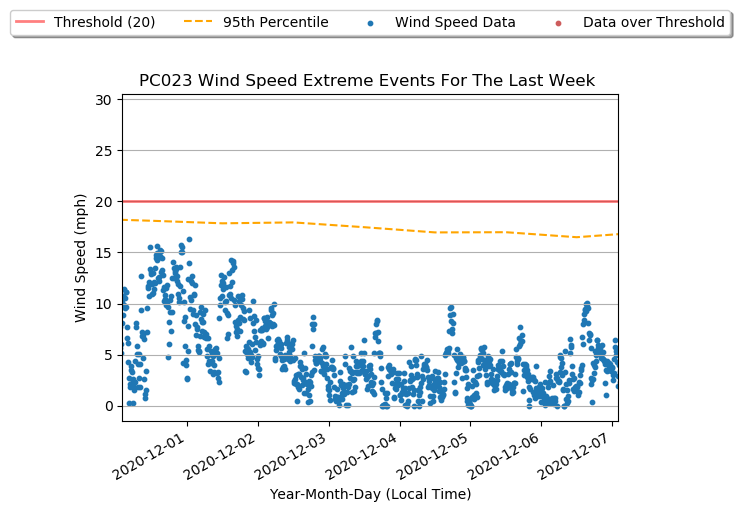 Threshold (20) 95th Percentile Wind Speed Data Data over Threshold
PC023 Wind Speed Extreme Events For The Last Week
30
25
20
15
10
5
0
Wind Speed (mph)
2020-12-01 2020-12-02 2020-12-03 2020-12-04 2020-12-05 2020-12-06 2020-12-07
Year-Month-Day (Local Time)